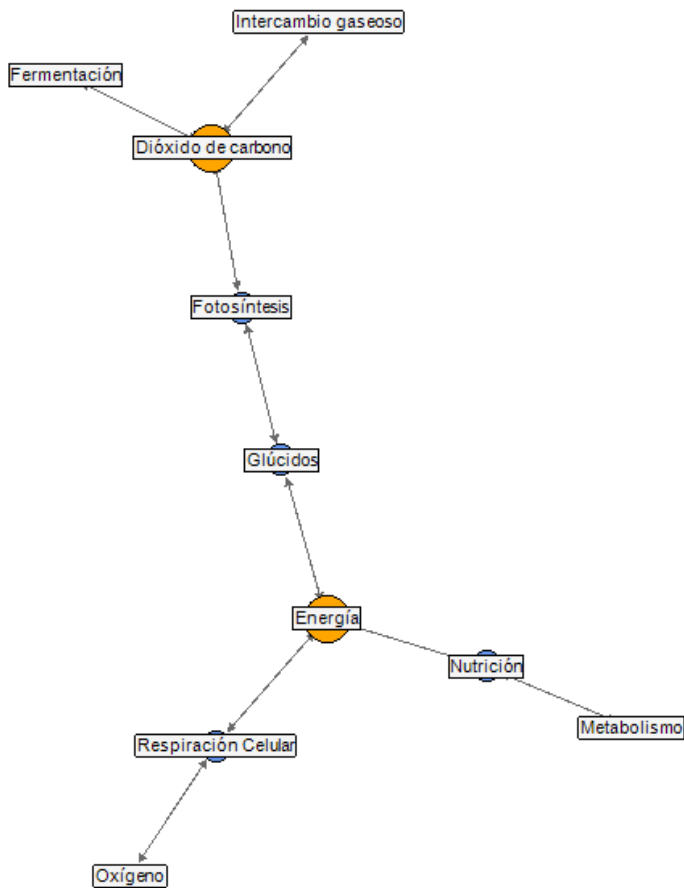 Intercambio gaseoso
Fermentación
Dióxido de carbono
Fotosíntesis
Glúcidos
Energía
Nutrición
Metabolismo
Respiración Celular
Oxígeno